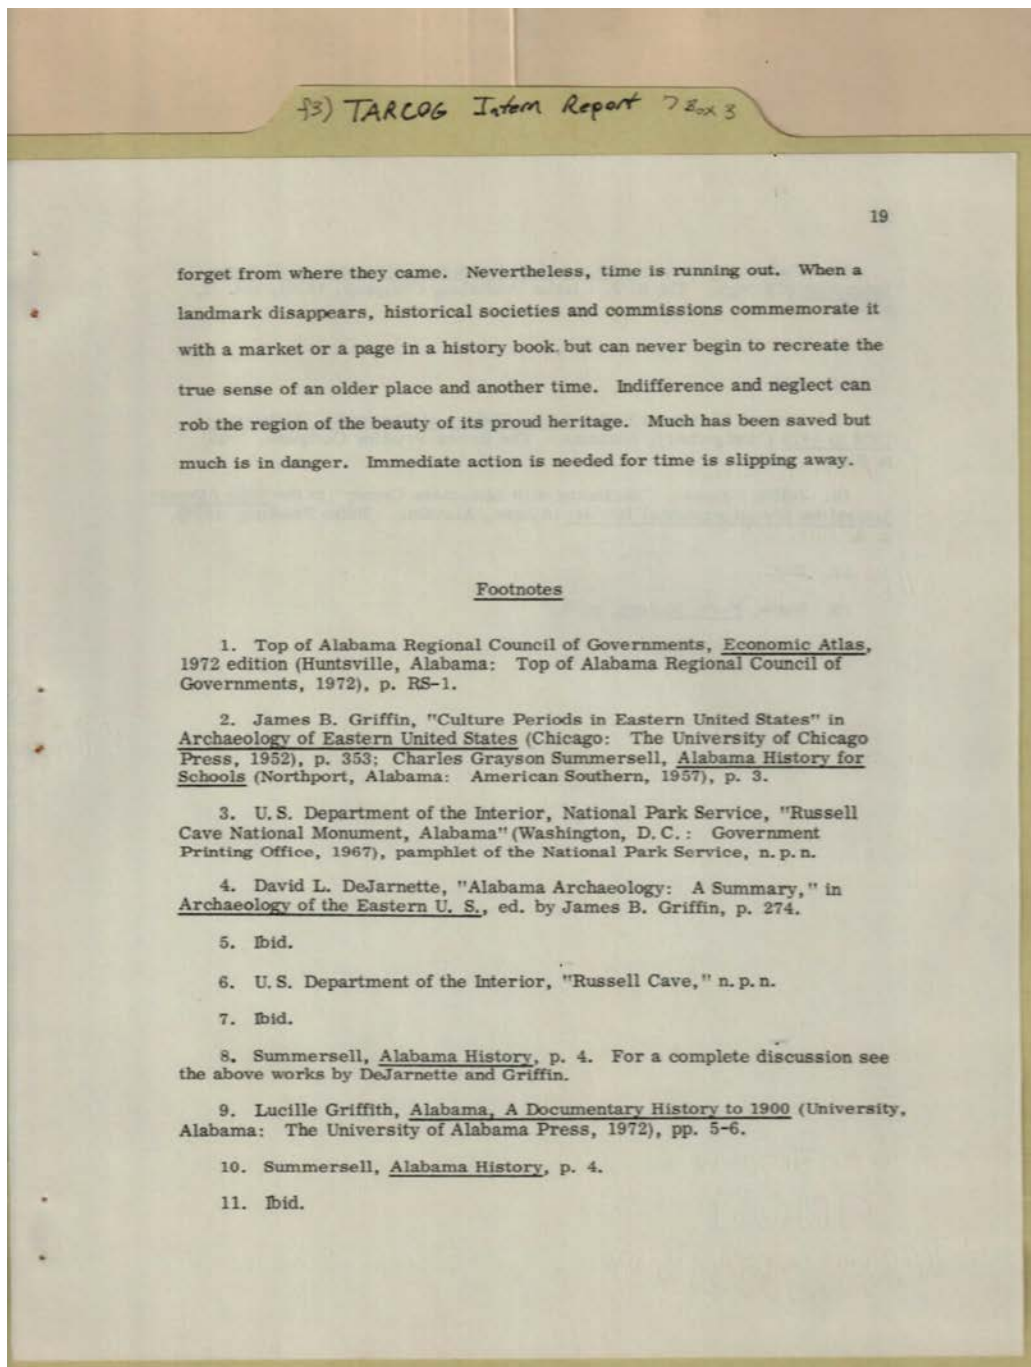 f3) TARCOG Intern Report 7 Box 3
19
forget from where they came. Nevertheless, time is running out. When a
landmark disappears, historical societies and commissions commemorate it
with a market or a page in a history book but can never begin to recreate the
true sense of an older place and another time. Indifference and neglect can
rob the region of the beauty of its proud heritage. Much has been saved but
much is in danger. Immediate action is needed for time is slipping away.
Footnotes
1. Top of Alabama Regional Council of Governments, Economic Atlas,
1972 edition (Huntsville, Alabama: Top of Alabama Regional Council of
Governments, 1972), p. RS-1.
2. James B. Griffin, "Culture Periods in Eastern United States" in
Archaeology of Eastern United States (Chicago: The University of Chicago
Press, 1952), p. 353; Charles Grayson Summersell, Alabama History for
Schools (Northport, Alabama: American Southern, 1957), p. 3.
3. U.S. Department of the Interior, National Park Service, "Russell
Cave National Monument, Alabama" (Washington, D.C.: Government
Printing Office, 1967), pamphlet of the National Park Service, n.p.n.
4. David L. DeJarnette, "Alabama Archaeology: A Summary," in
Archaeology of the Eastern U. S., ed. by James B. Griffin, p. 274.
5. Ibid.
6. U.S. Department of the Interior, "Russell Cave," n.p.n.
7. Ibid.
8. Summersell, Alabama History, p. 4. For a complete discussion see
the above works by DeJarnette and Griffin.
9. Lucille Griffith, Alabama, A Documentary History to 1900 (University,
Alabama: The University of Alabama Press, 1972), pp. 5-6.
10. Summersell, Alabama History, p. 4.
11. Ibid.